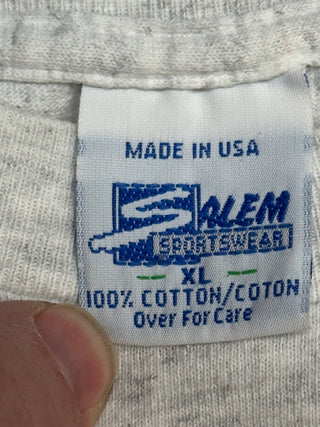 MADE IN USA
SALEM
SPORTSWEAR
XL
100% COTTON/COTON
Over For Care